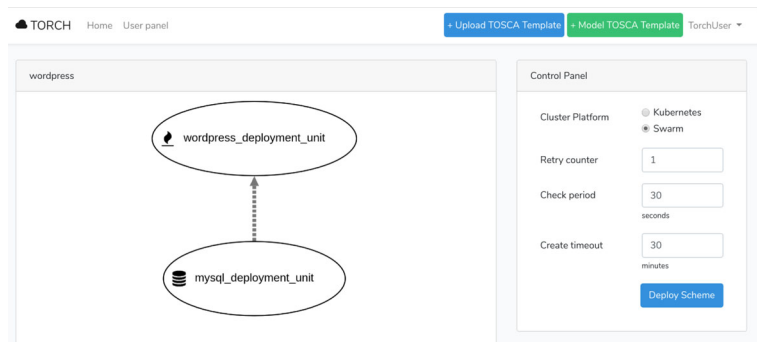 TORCH Home User panel + Upload TOSCA Template + Model TOSCA Template TorchUser
wordpress
Control Panel
wordpress_deployment_unit
mysql_deployment_unit
Cluster Platform
Kubernetes
Swarm
Retry counter 1
Check period 30
seconds
Create timeout 30
minutes
Deploy Scheme